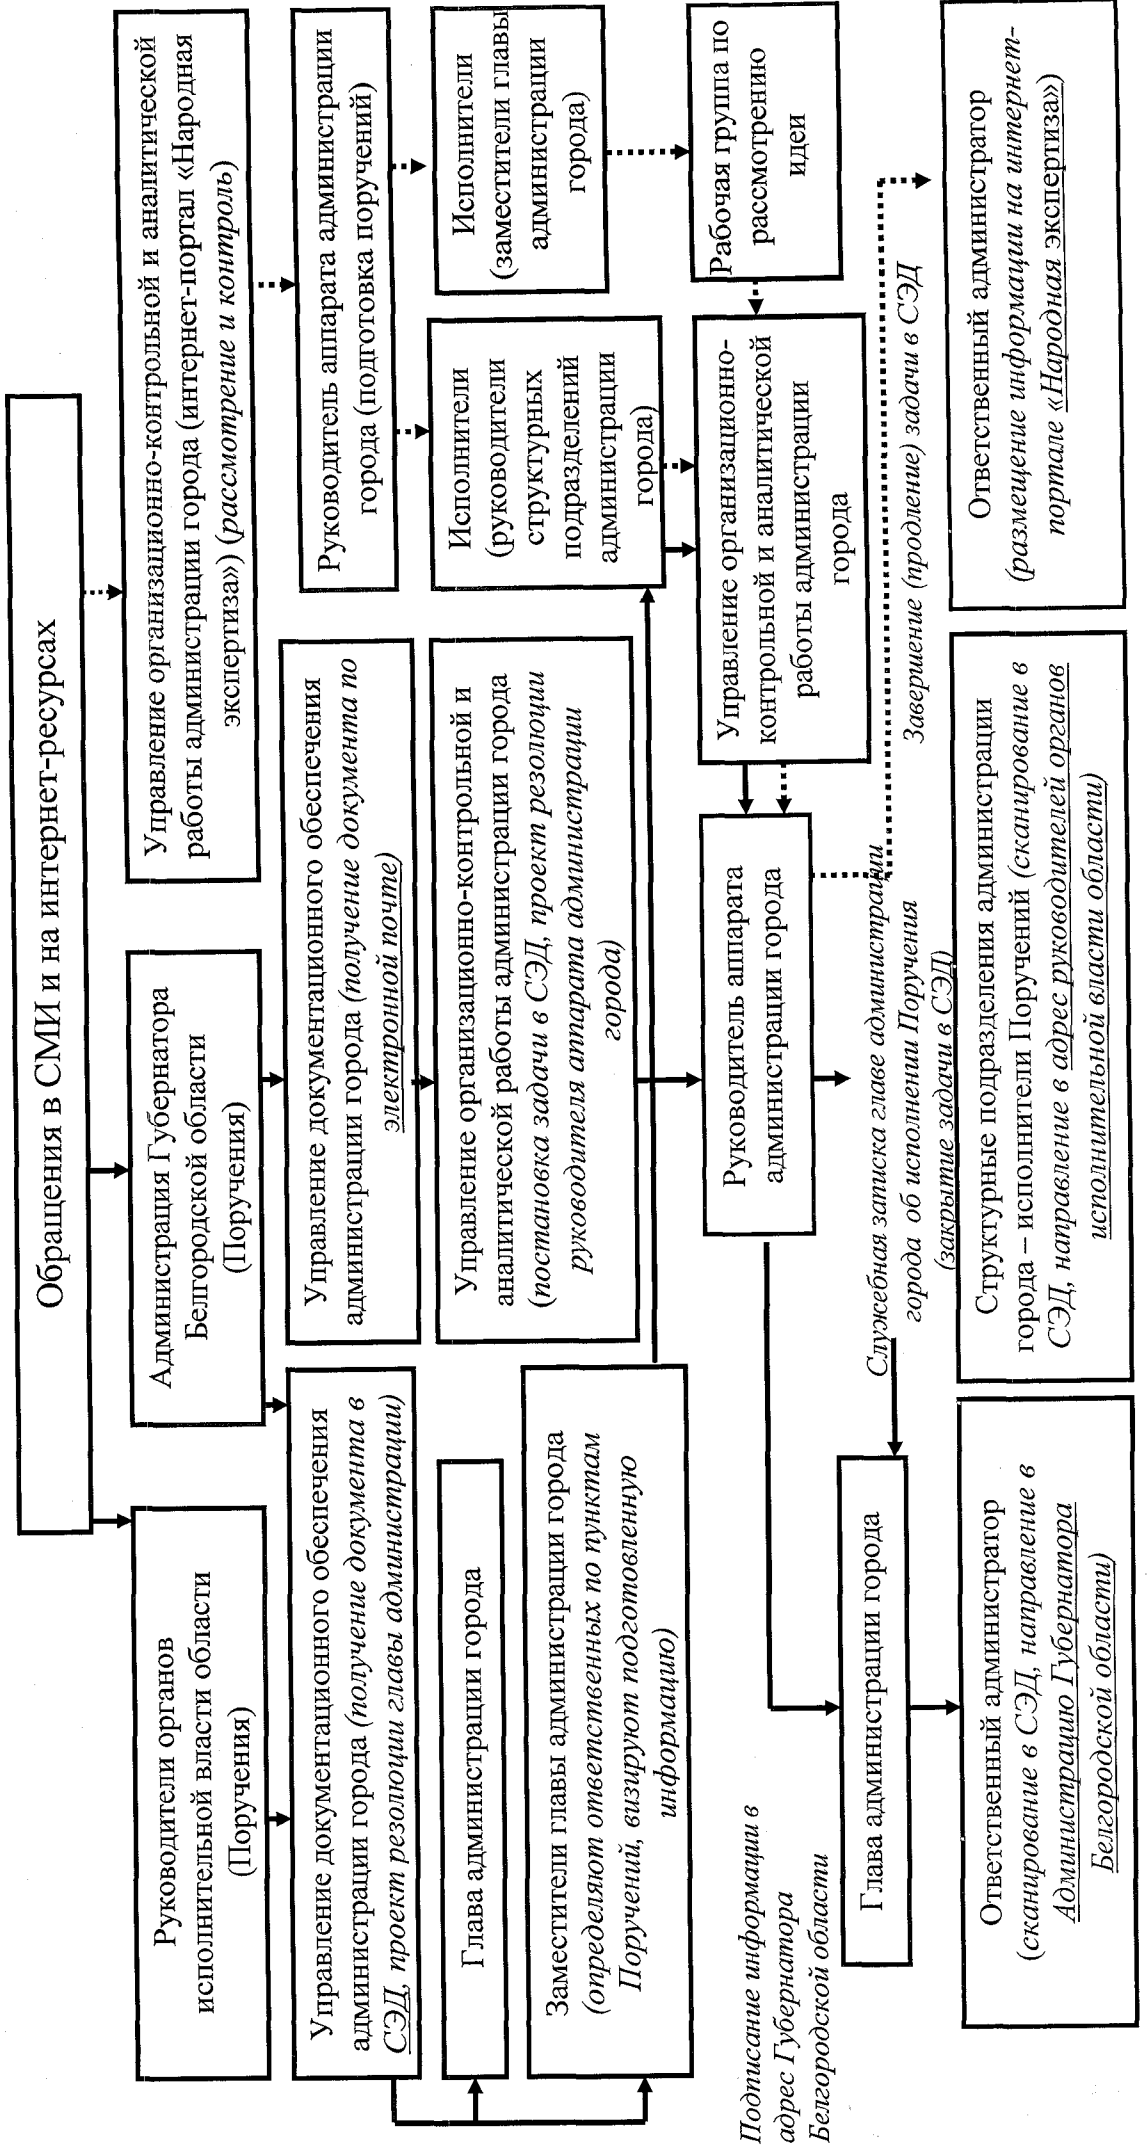 Обращения в СМИ и на интернет-ресурсах
Руководители органов
исполнительной власти области
(Поручения)
Администрация Губернатора
Белгородской области
(Поручения)
Управление организационно-контрольной и аналитической
работы администрации города (интернет-портал «Народная
экспертиза») (рассмотрение и контроль)
Управление документационного обеспечения
администрации города (получение документа в
СЭД, проект резолюции главы администрации)
Управление документационного обеспечения
администрации города (получение документа по
электронной почте)
Руководитель аппарата администрации
города (подготовка поручений)
Глава администрации города
Управление организационно-контрольной и
аналитической работы администрации города
(постановка задачи в СЭД, проект резолюции
руководителя аппарата администрации
города)
Исполнители
(руководители
структурных
подразделений
администрации
города)
Исполнители
(заместители главы
администрации
города)
Заместители главы администрации города
(определяют ответственных по пунктам
Поручений, визируют подготовленную
информацию)
Руководитель аппарата
администрации города
Управление организационно-
контрольной и аналитической
работы администрации
города
Рабочая группа по
рассмотрению
идеи
Подписание информации в
адрес Губернатора
Белгородской области
Глава администрации города
Служебная записка главе администрации
города об исполнении Поручения
(закрытие задачи в СЭД)
Завершение (продление) задачи в СЭД
Ответственный администратор
(сканирование в СЭД, направление в
Администрацию Губернатора
Белгородской области)
Структурные подразделения администрации
города – исполнители Поручений (сканирование в
СЭД, направление в адрес руководителей органов
исполнительной власти области)
Ответственный администратор
(размещение информации на интернет-
портале «Народная экспертиза»)